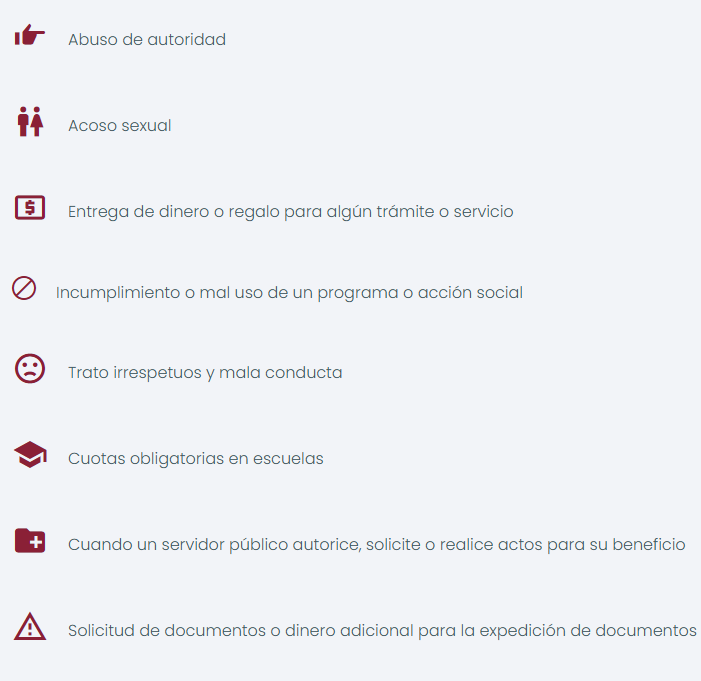 Abuso de autoridad
Acoso sexual
Entrega de dinero o regalo para algún trámite o servicio
Incumplimiento o mal uso de un programa o acción social
Trato irrespetuos y mala conducta
Cuotas obligatorias en escuelas
Cuando un servidor público autorice, solicite o realice actos para su beneficio
Solicitud de documentos o dinero adicional para la expedición de documentos